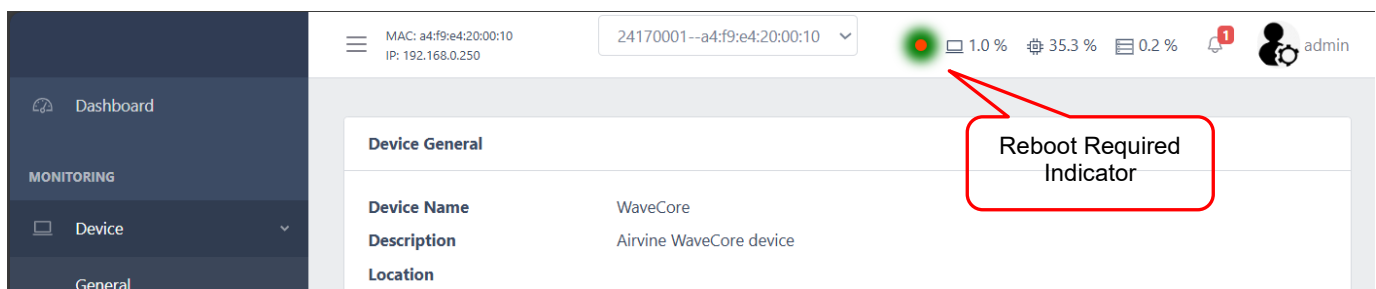 MAC: a4:f9:e4:20:00:10
IP: 192.168.0.250
24170001--a4:f9:e4:20:00:10
1.0 %
35.3 %
0.2 %
1
admin
Dashboard
MONITORING
Device
General
Device General
Device Name WaveCore
Description Airvine WaveCore device
Location
Reboot Required
Indicator